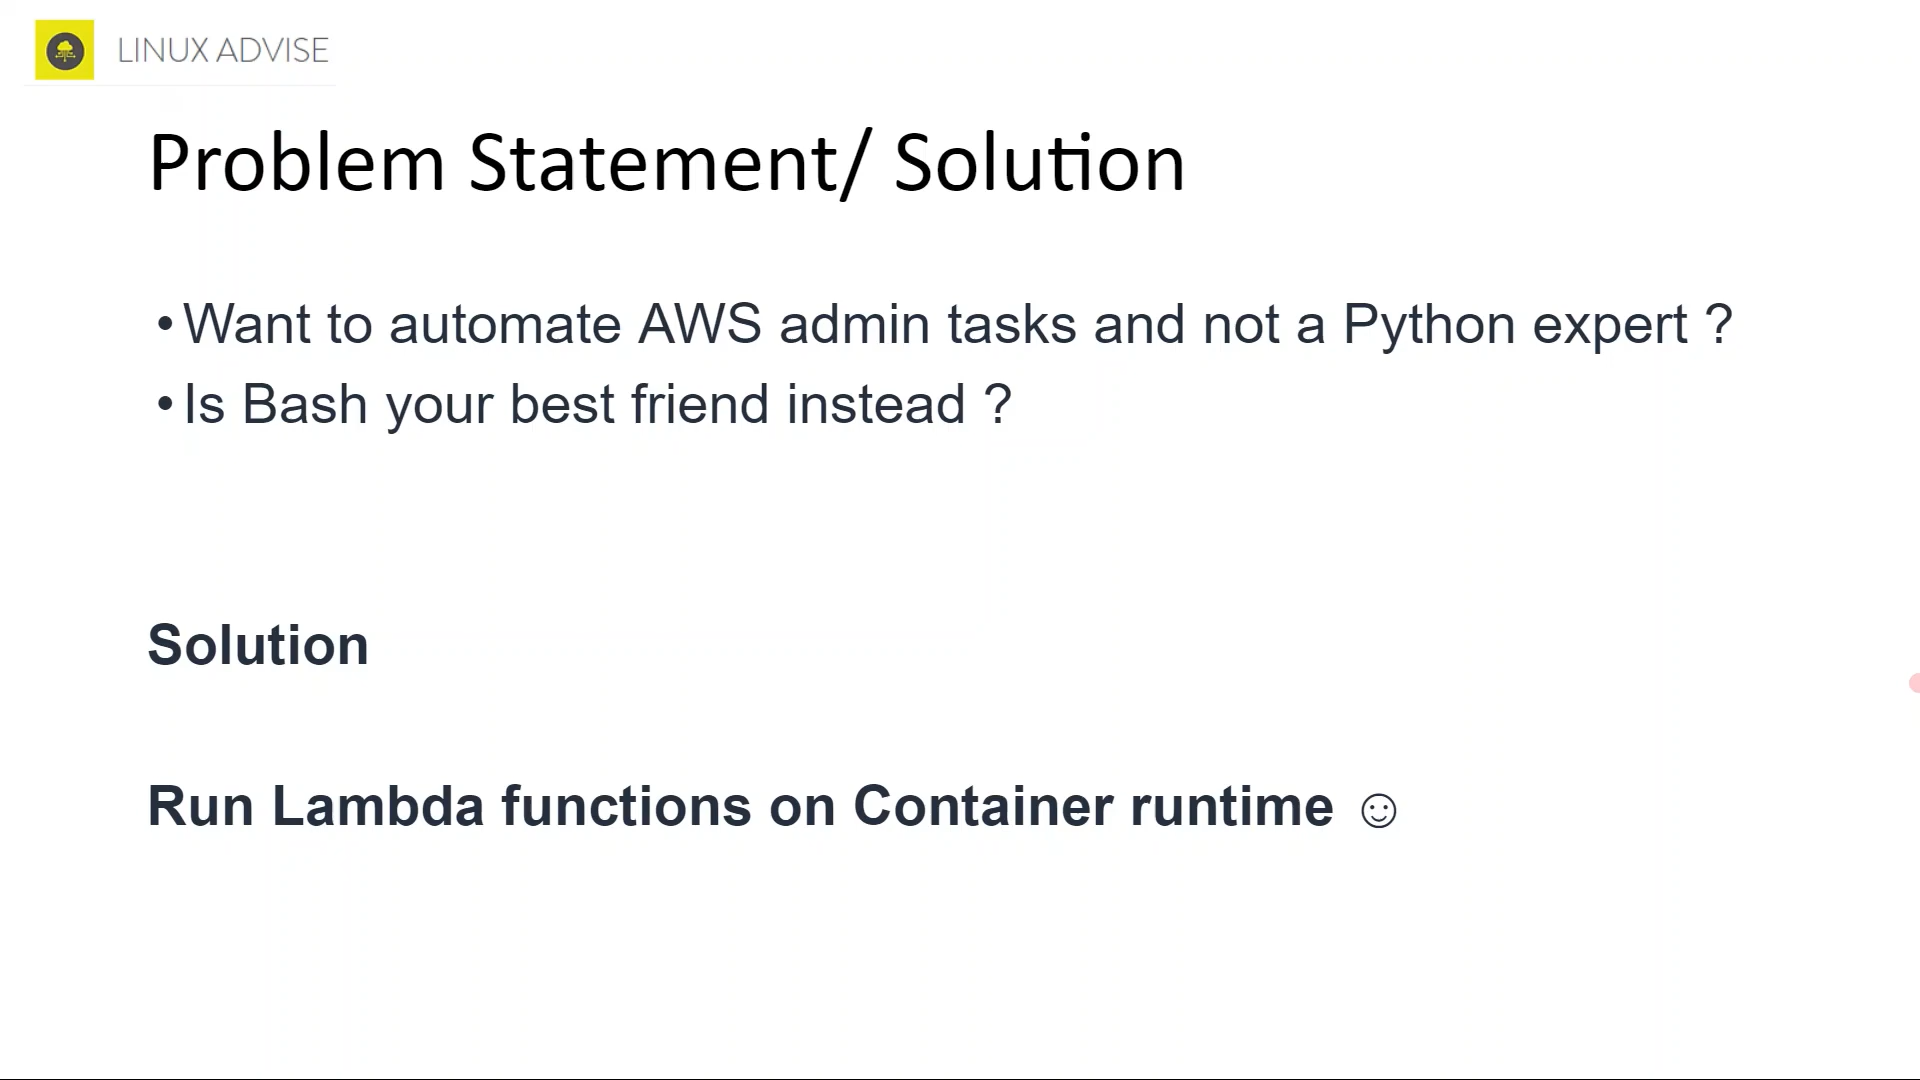 LINUX ADVISE
Problem Statement/ Solution
• Want to automate AWS admin tasks and not a Python expert ?
• Is Bash your best friend instead ?
Solution
Run Lambda functions on Container runtime ☺